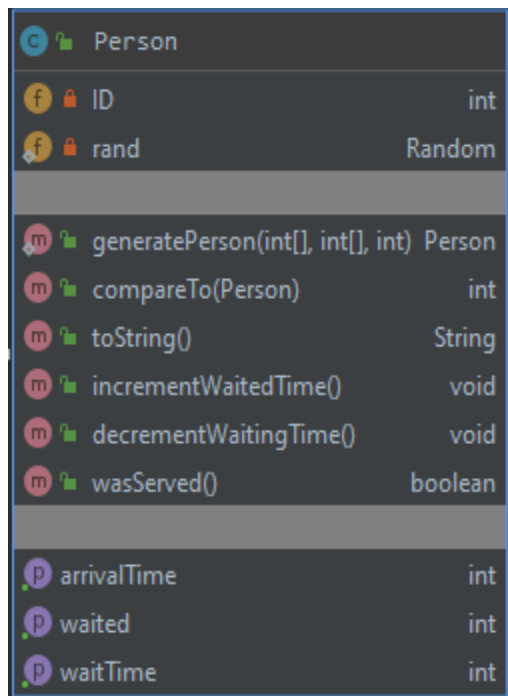 C Person
f ID int
f rand Random
m generatePerson(int[], int[], int) Person
m compareTo(Person) int
m toString() String
m incrementWaitedTime() void
m decrementWaitingTime() void
m wasServed() boolean
p arrivalTime int
p waited int
p waitTime int